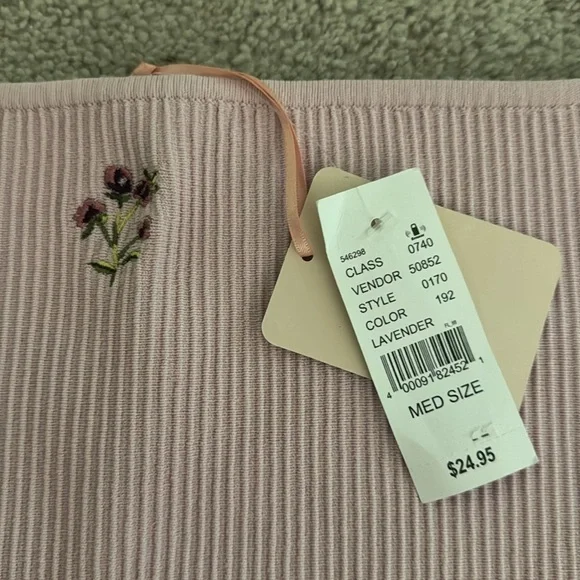 546298
CLASS 0740
VENDOR 50852
STYLE 0170
COLOR 192
LAVENDER
4 00091 82452 1
MED SIZE
$24.95